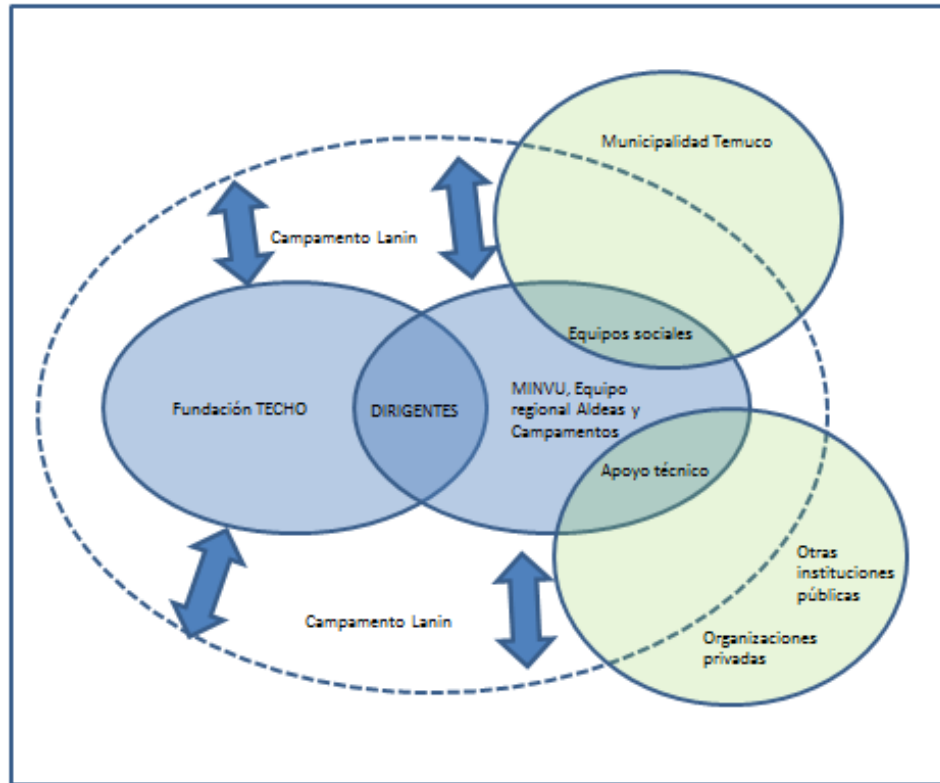 Municipalidad Temuco
Campamento Lanin
Equipos sociales
Fundación TECHO
DIRIGENTES
MINVU, Equipo
regional Aldeas y
Campamentos
Apoyo técnico
Otras
instituciones
públicas
Campamento Lanin
Organizaciones
privadas